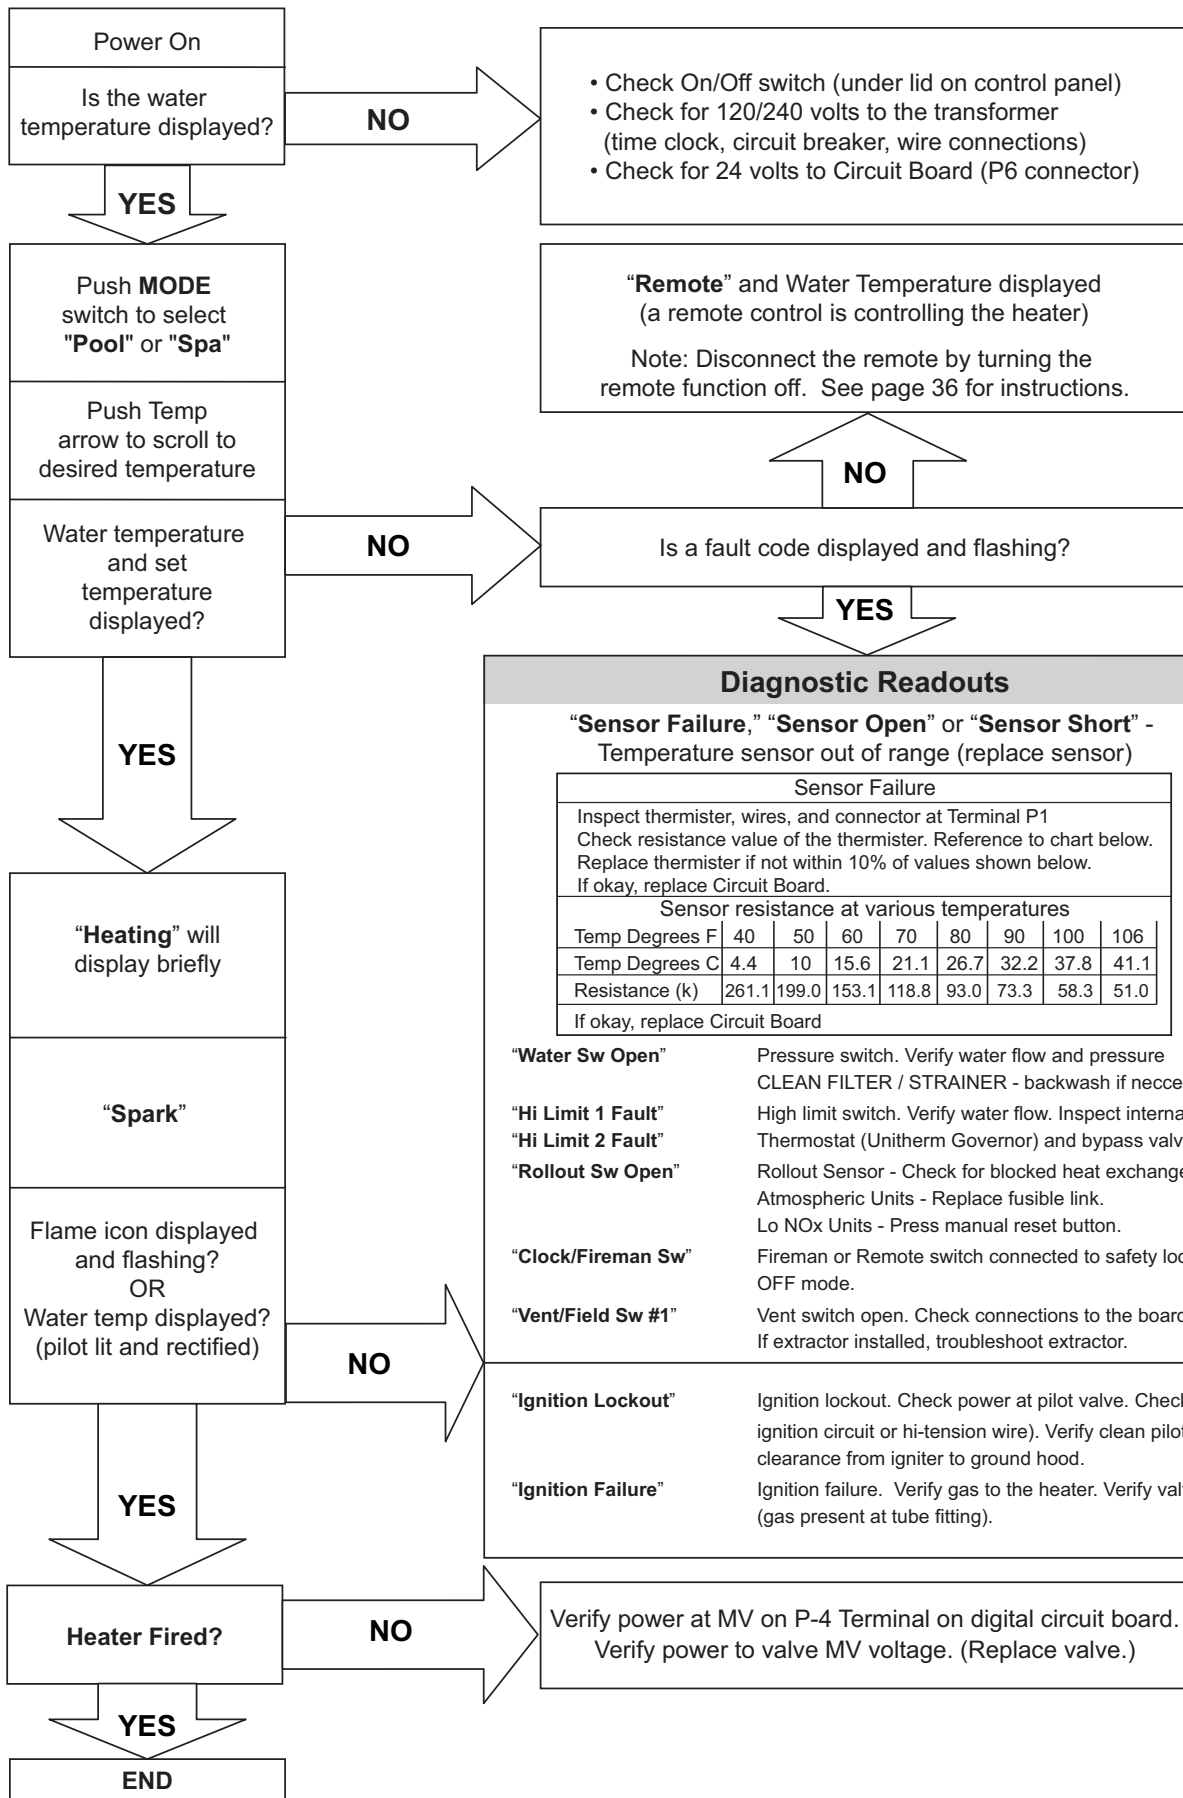 Power On
Is the water
temperature displayed?
NO
• Check On/Off switch (under lid on control panel)
• Check for 120/240 volts to the transformer
(time clock, circuit breaker, wire connections)
• Check for 24 volts to Circuit Board (P6 connector)
YES
Push MODE
switch to select
"Pool" or "Spa"
Push Temp
arrow to scroll to
desired temperature
Water temperature
and set
temperature
displayed?
NO
“Remote” and Water Temperature displayed
(a remote control is controlling the heater)
Note: Disconnect the remote by turning the
remote function off. See page 36 for instructions.
NO
Is a fault code displayed and flashing?
YES
YES
Diagnostic Readouts
“Sensor Failure,” “Sensor Open” or “Sensor Short” -
Temperature sensor out of range (replace sensor)
Sensor Failure
Inspect thermister, wires, and connector at Terminal P1
Check resistance value of the thermister. Reference to chart below.
Replace thermister if not within 10% of values shown below.
If okay, replace Circuit Board.
Sensor resistance at various temperatures
Temp Degrees F 40 50 60 70 80 90 100 106
Temp Degrees C 4.4 10 15.6 21.1 26.7 32.2 37.8 41.1
Resistance (k) 261.1 199.0 153.1 118.8 93.0 73.3 58.3 51.0
If okay, replace Circuit Board
“Water Sw Open” Pressure switch. Verify water flow and pressure
CLEAN FILTER / STRAINER - backwash if necce
“Hi Limit 1 Fault” High limit switch. Verify water flow. Inspect interna
“Hi Limit 2 Fault” Thermostat (Unitherm Governor) and bypass valv
“Rollout Sw Open” Rollout Sensor - Check for blocked heat exchange
Atmospheric Units - Replace fusible link.
Lo NOx Units - Press manual reset button.
“Clock/Fireman Sw” Fireman or Remote switch connected to safety loc
OFF mode.
“Vent/Field Sw #1” Vent switch open. Check connections to the board
If extractor installed, troubleshoot extractor.
“Ignition Lockout” Ignition lockout. Check power at pilot valve. Check
ignition circuit or hi-tension wire). Verify clean pilot
clearance from igniter to ground hood.
“Ignition Failure” Ignition failure. Verify gas to the heater. Verify val
(gas present at tube fitting).
“Heating” will
display briefly
“Spark”
Flame icon displayed
and flashing?
OR
Water temp displayed?
(pilot lit and rectified)
NO
YES
Heater Fired?
NO
Verify power at MV on P-4 Terminal on digital circuit board.
Verify power to valve MV voltage. (Replace valve.)
YES
END